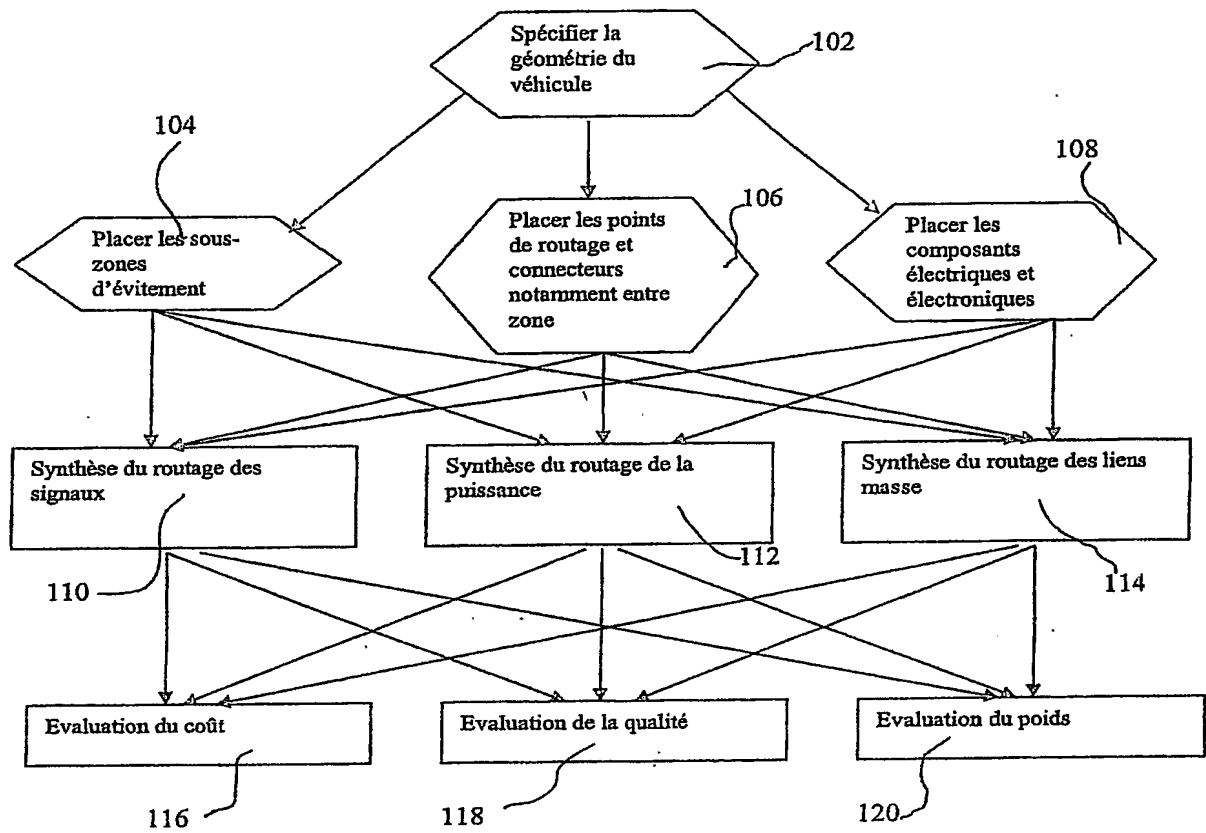 Spécifier la
géométrie du
véhicule
102
104
108
106
Placer les sous-
zones
d'évitement
Placer les points
de routage et
connecteurs
notamment entre
zone
Placer les
composants
électriques et
électroniques
Synthèse du routage des
signaux
Synthèse du routage de la
puissance
Synthèse du routage des liens
masse
110
112
114
Evaluation du coût
Evaluation de la qualité
Evaluation du poids
116
118
120